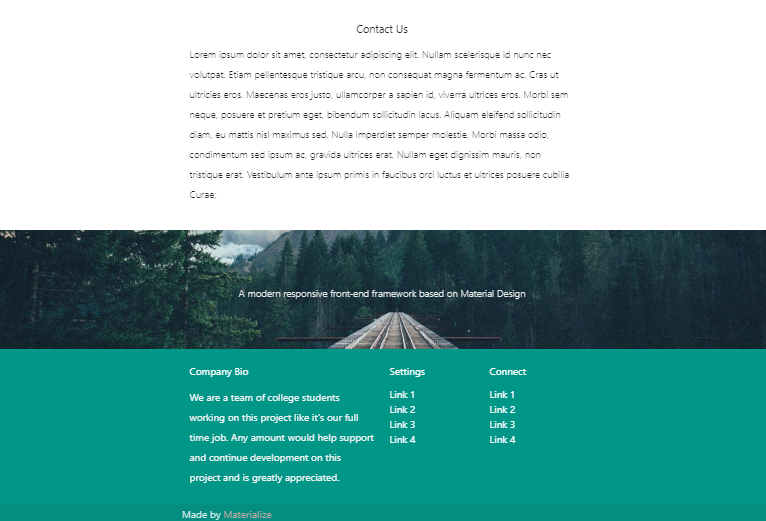 Contact Us
Lorem ipsum dolor sit amet, consectetur adipiscing elit. Nullam scelerisque id nunc nec
volutpat. Etiam pellentesque tristique arcu, non consequat magna fermentum ac. Cras ut
ultricies eros. Maecenas eros justo, ullamcorper a sapien id, viverra ultrices eros. Morbi sem
neque, posuere et pretium eget, bibendum sollicitudin lacus. Aliquam eleifend sollicitudin
diam, eu mattis nisl maximus sed. Nulla imperdiet semper molestie. Morbi massa odio,
condimentum sed ipsum ac, gravida ultrices erat. Nullam eget dignissim mauris, non
tristique erat. Vestibulum ante ipsum primis in faucibus orci luctus et ultrices posuere cubilia
Curae;
A modern responsive front-end framework based on Material Design
Company Bio
We are a team of college students
working on this project like it's our full
time job. Any amount would help support
and continue development on this
project and is greatly appreciated.
Settings
Link 1
Link 2
Link 3
Link 4
Connect
Link 1
Link 2
Link 3
Link 4
Made by Materialize